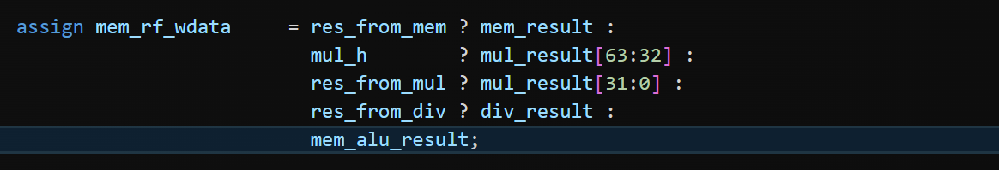 assign mem_rf_wdata     = res_from_mem ? mem_result :
                          mul_h        ? mul_result[63:32] :
                          res_from_mul ? mul_result[31:0] :
                          res_from_div ? div_result :
                          mem_alu_result;